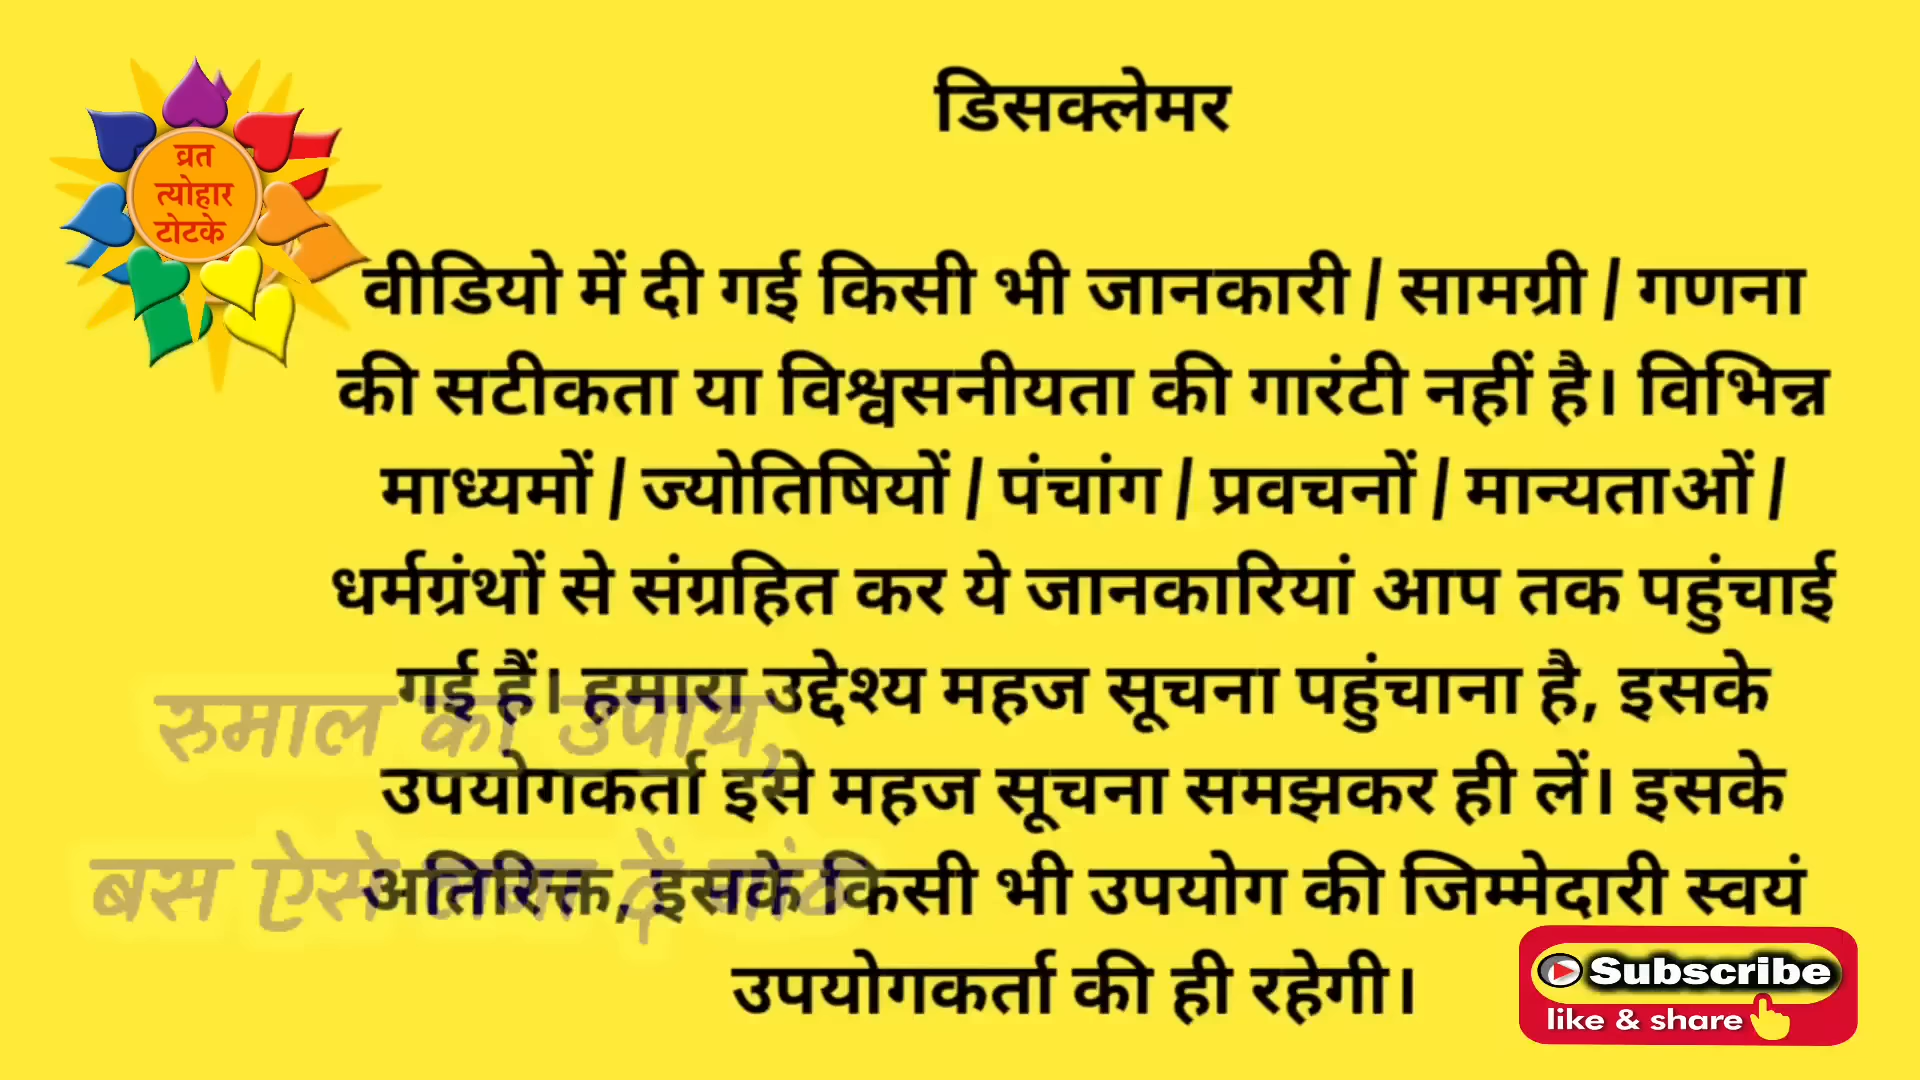 डिसक्लेमर
व्रत
त्योहार
टोटके
वीडियो में दी गई किसी भी जानकारी / सामग्री / गणना
की सटीकता या विश्वसनीयता की गारंटी नहीं है। विभिन्न
माध्यमों / ज्योतिषियों / पंचांग / प्रवचनों / मान्यताओं /
धर्मग्रंथों से संग्रहित कर ये जानकारियां आप तक पहुंचाई
गई हैं। हमारा उद्देश्य महज सूचना पहुंचाना है, इसके
रुमाल का उपाय,
उपयोगकर्ता इसे महज सूचना समझकर ही लें। इसके
बस ऐसे दें
अतिरिक्त, इसके किसी भी उपयोग की जिम्मेदारी स्वयं
उपयोगकर्ता की ही रहेगी।
Subscribe
like & share